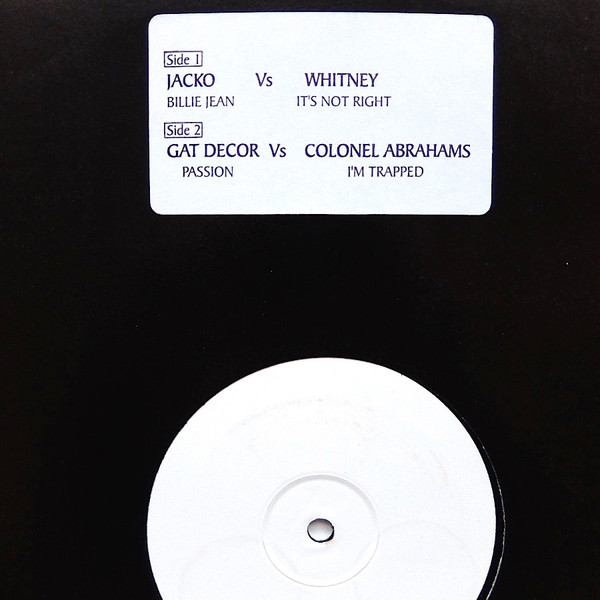 Side 1
JACKO Vs WHITNEY
BILLIE JEAN IT'S NOT RIGHT
Side 2
GAT DECOR Vs COLONEL ABRAHAMS
PASSION I'M TRAPPED